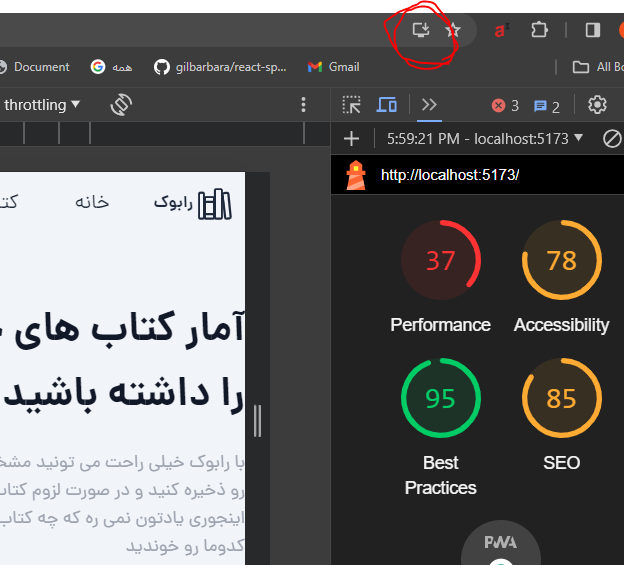 Document
همه
gilbarbara/react-sp...
Gmail
All Bo
throttling
3
2
5:59:21 PM - localhost:5173
http://localhost:5173/
رابوک
خانه
37
78
Performance
Accessibility
آمار کتاب های
را داشته باشید
95
85
Best
Practices
SEO
با رابوک خیلی راحت می تونید
رو ذخیره کنید و در صورت لزوم کتاب
اینجوری یادتون نمی ره که چه کتاب
کدوما رو خوندید
PWA